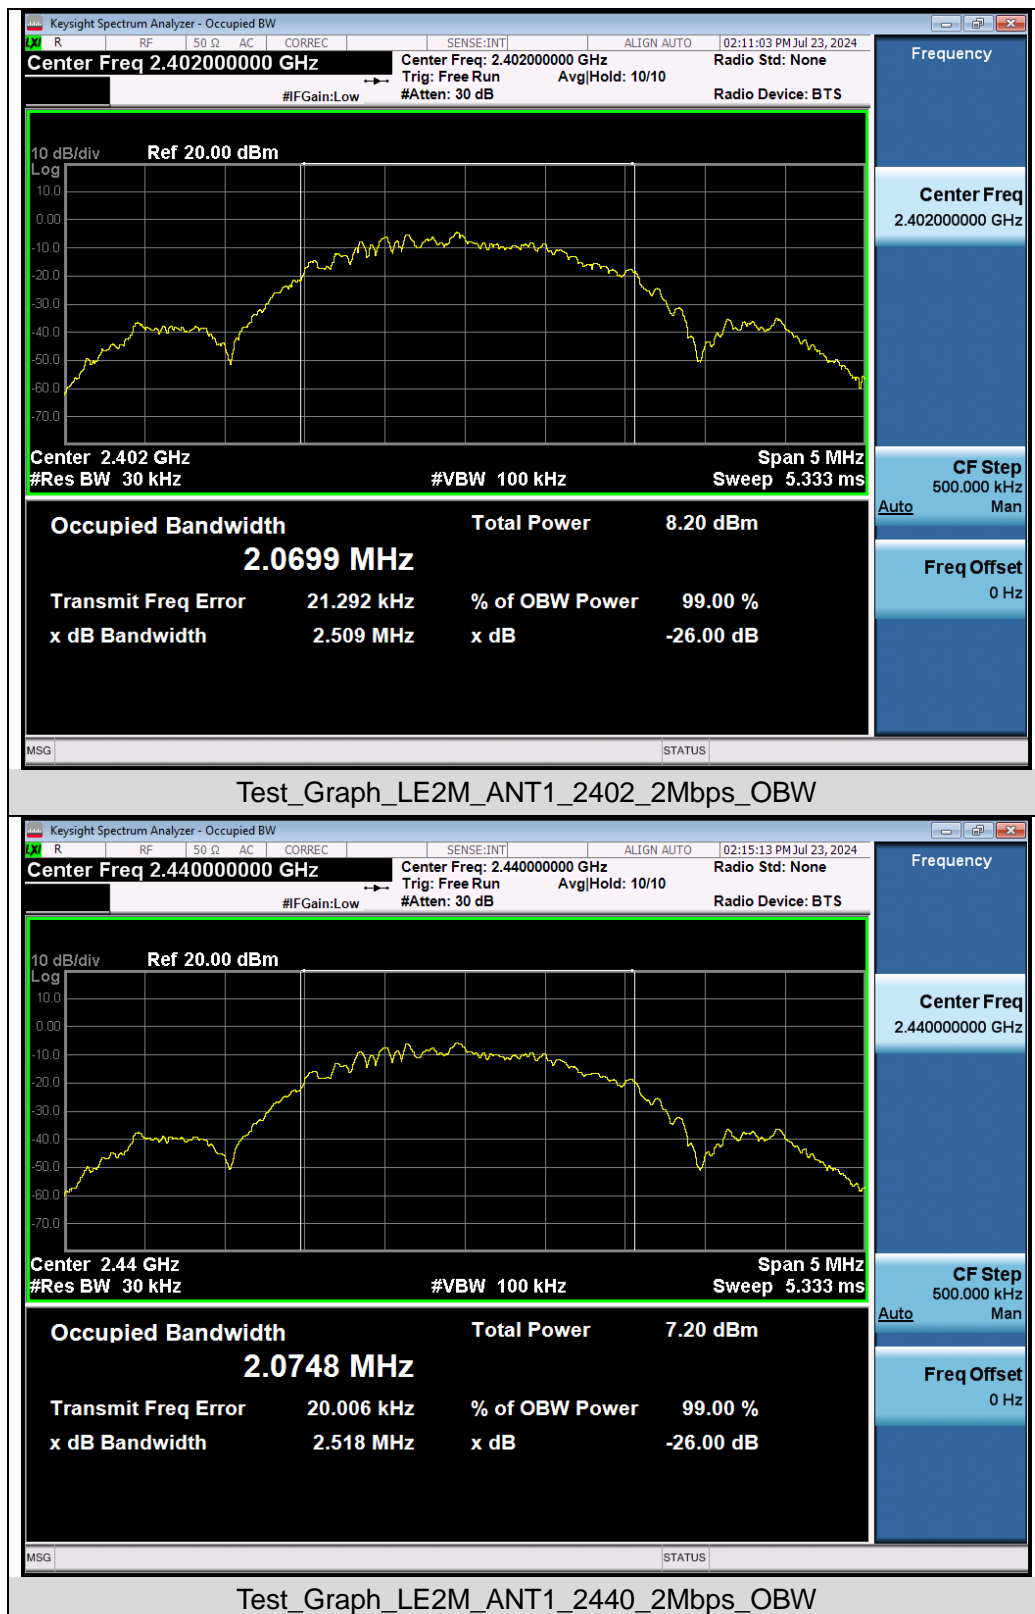 Keysight Spectrum Analyzer - Occupied BW
LXI R RF 50 Ω AC CORREC SENSE:INT ALIGN AUTO 02:11:03 PM Jul 23, 2024
Center Freq 2.402000000 GHz
Center Freq: 2.402000000 GHz Radio Std: None
Trig: Free Run Avg|Hold: 10/10
#IFGain:Low #Atten: 30 dB Radio Device: BTS
Frequency
10 dB/div Ref 20.00 dBm
Log
10.0
0.00
-10.0
-20.0
-30.0
-40.0
-50.0
-60.0
-70.0
Center 2.402 GHz Span 5 MHz
#Res BW 30 kHz #VBW 100 kHz Sweep 5.333 ms
Center Freq
2.402000000 GHz
CF Step
500.000 kHz
Auto Man
Freq Offset
0 Hz
Occupied Bandwidth Total Power 8.20 dBm
2.0699 MHz
Transmit Freq Error 21.292 kHz % of OBW Power 99.00 %
x dB Bandwidth 2.509 MHz x dB -26.00 dB
MSG STATUS
Test_Graph_LE2M_ANT1_2402_2Mbps_OBW
Keysight Spectrum Analyzer - Occupied BW
LXI R RF 50 Ω AC CORREC SENSE:INT ALIGN AUTO 02:15:13 PM Jul 23, 2024
Center Freq 2.440000000 GHz
Center Freq: 2.440000000 GHz Radio Std: None
Trig: Free Run Avg|Hold: 10/10
#IFGain:Low #Atten: 30 dB Radio Device: BTS
Frequency
10 dB/div Ref 20.00 dBm
Log
10.0
0.00
-10.0
-20.0
-30.0
-40.0
-50.0
-60.0
-70.0
Center 2.44 GHz Span 5 MHz
#Res BW 30 kHz #VBW 100 kHz Sweep 5.333 ms
Center Freq
2.440000000 GHz
CF Step
500.000 kHz
Auto Man
Freq Offset
0 Hz
Occupied Bandwidth Total Power 7.20 dBm
2.0748 MHz
Transmit Freq Error 20.006 kHz % of OBW Power 99.00 %
x dB Bandwidth 2.518 MHz x dB -26.00 dB
MSG STATUS
Test_Graph_LE2M_ANT1_2440_2Mbps_OBW